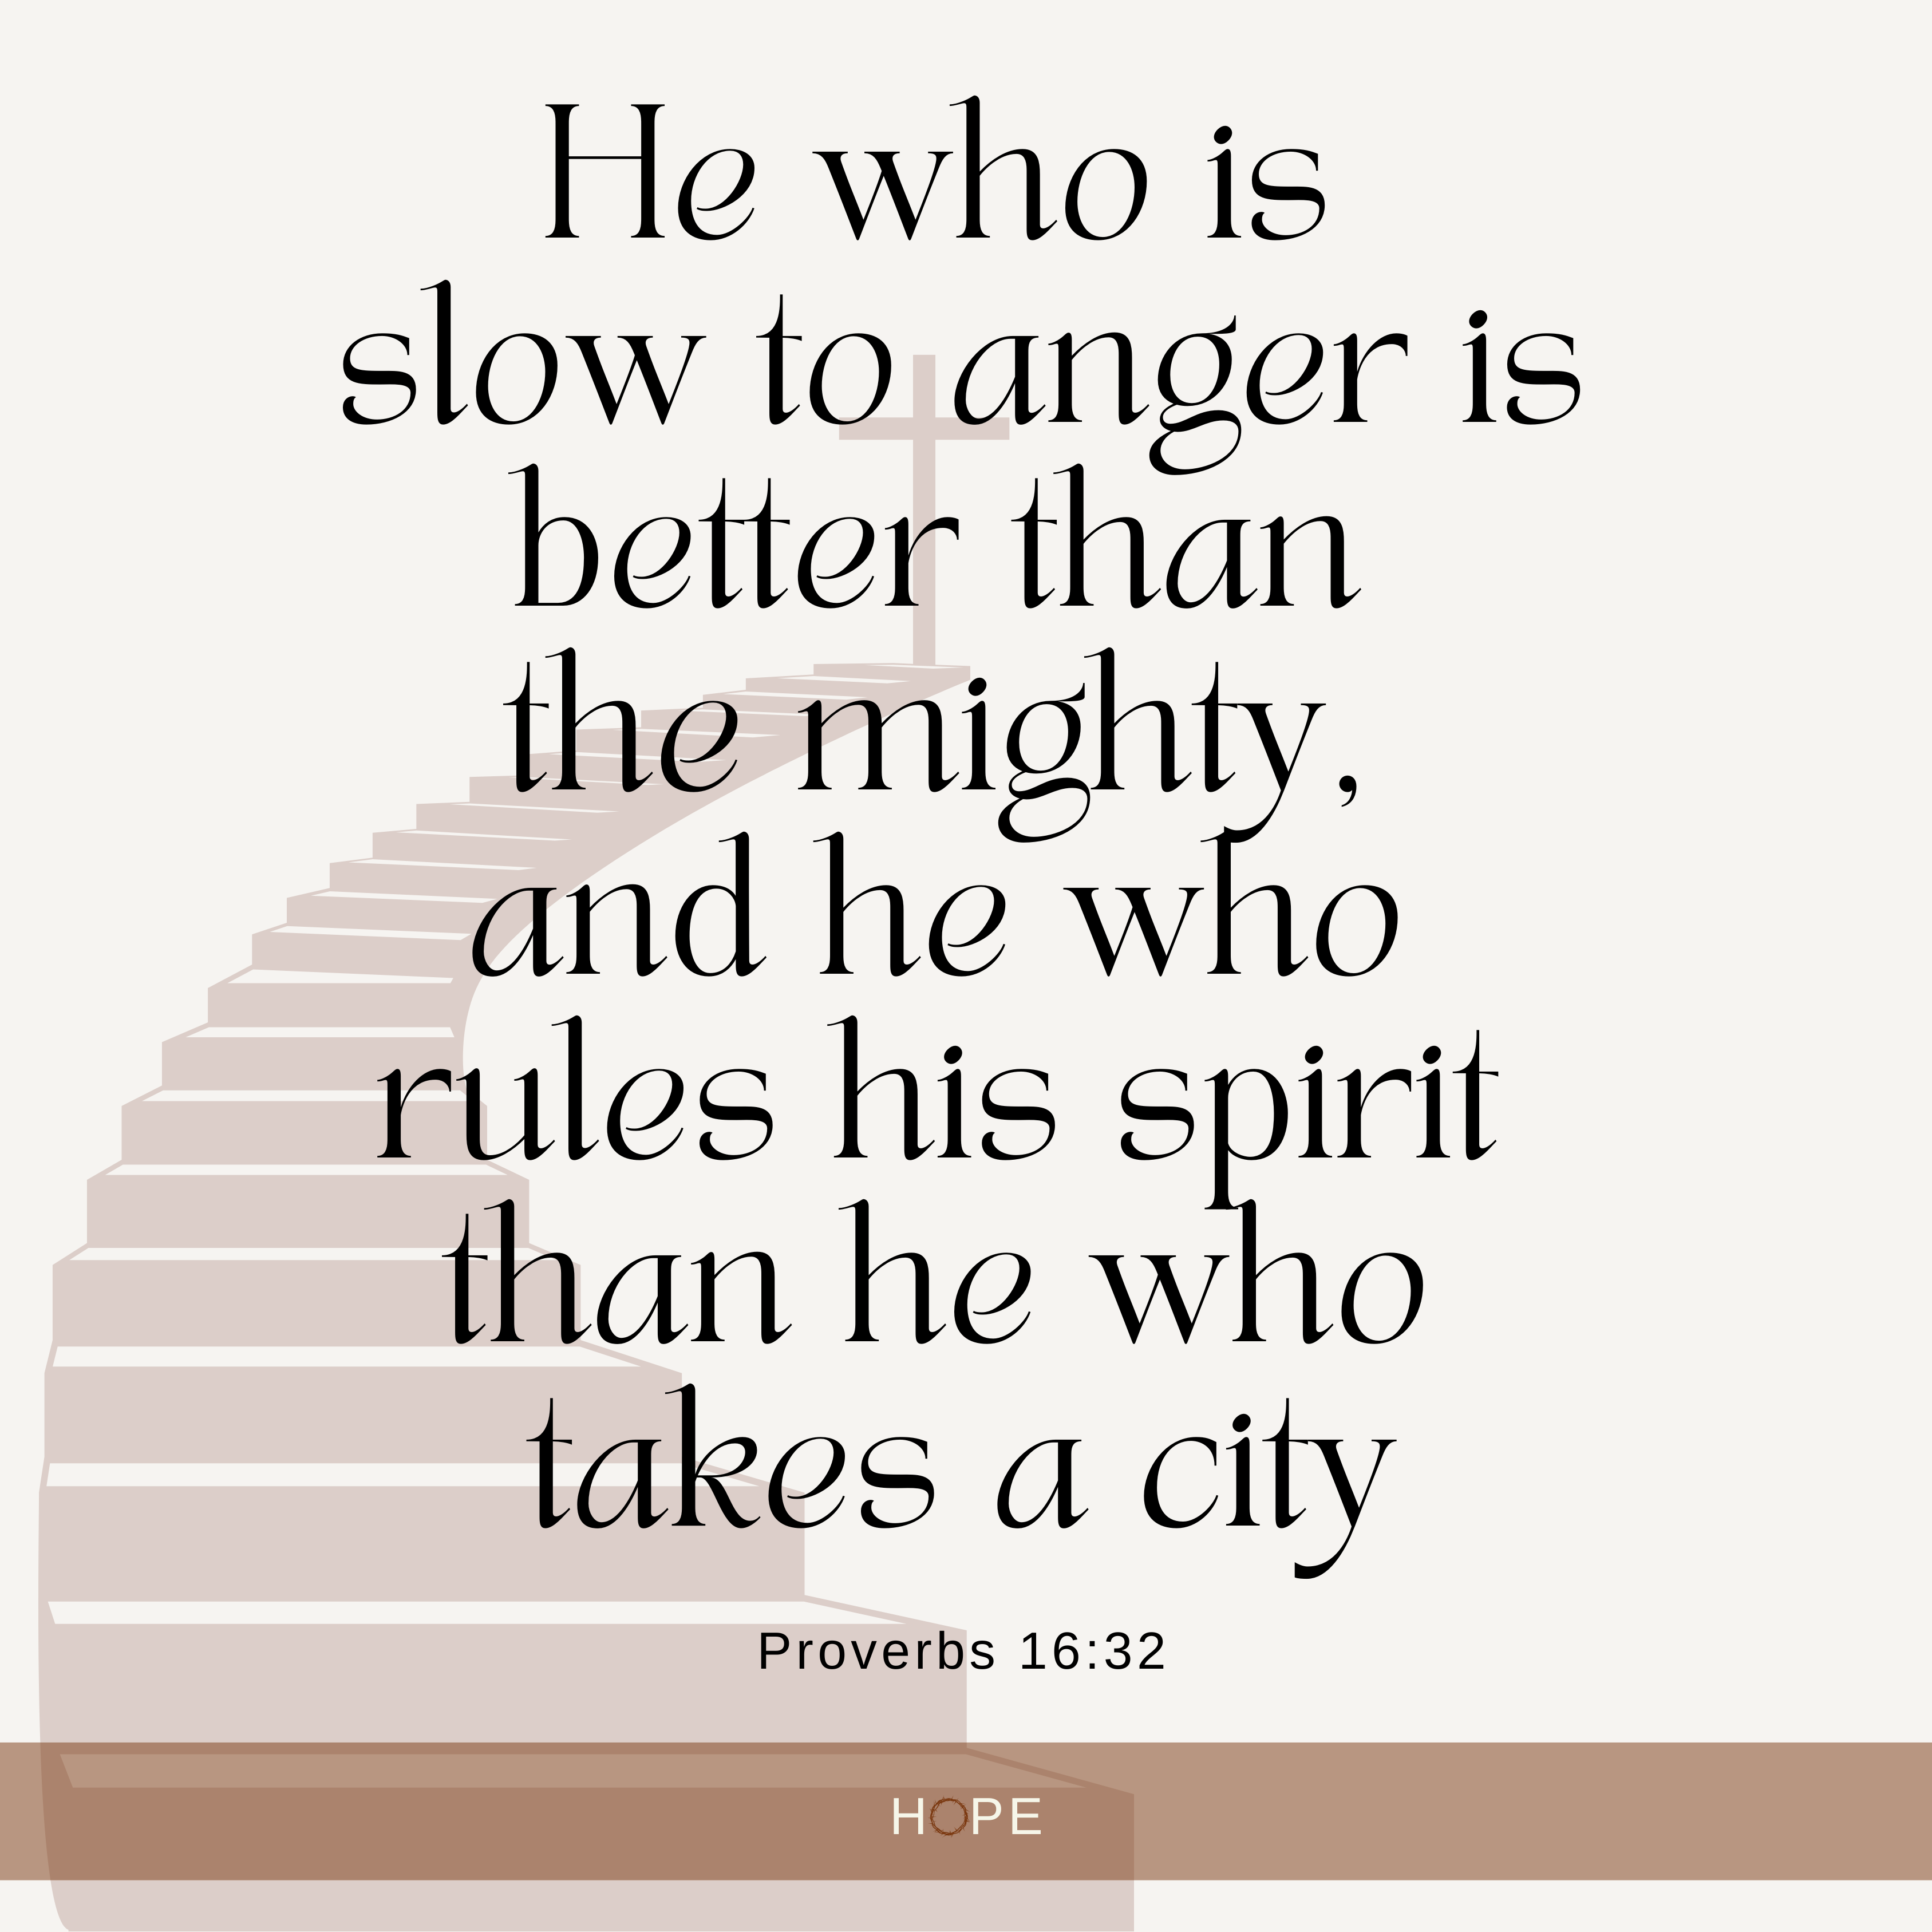 He who is
slow to anger is
better than
the mighty,
and he who
rules his spirit
than he who
takes a city
Proverbs 16:32
HOPE